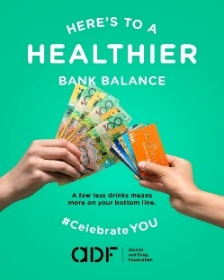 HERE'S TO A
HEALTHIER
BANK BALANCE
A few less drinks means
more on your bottom line.
#CelebrateYOU
ADF
Alcohol
and Drug
Foundation